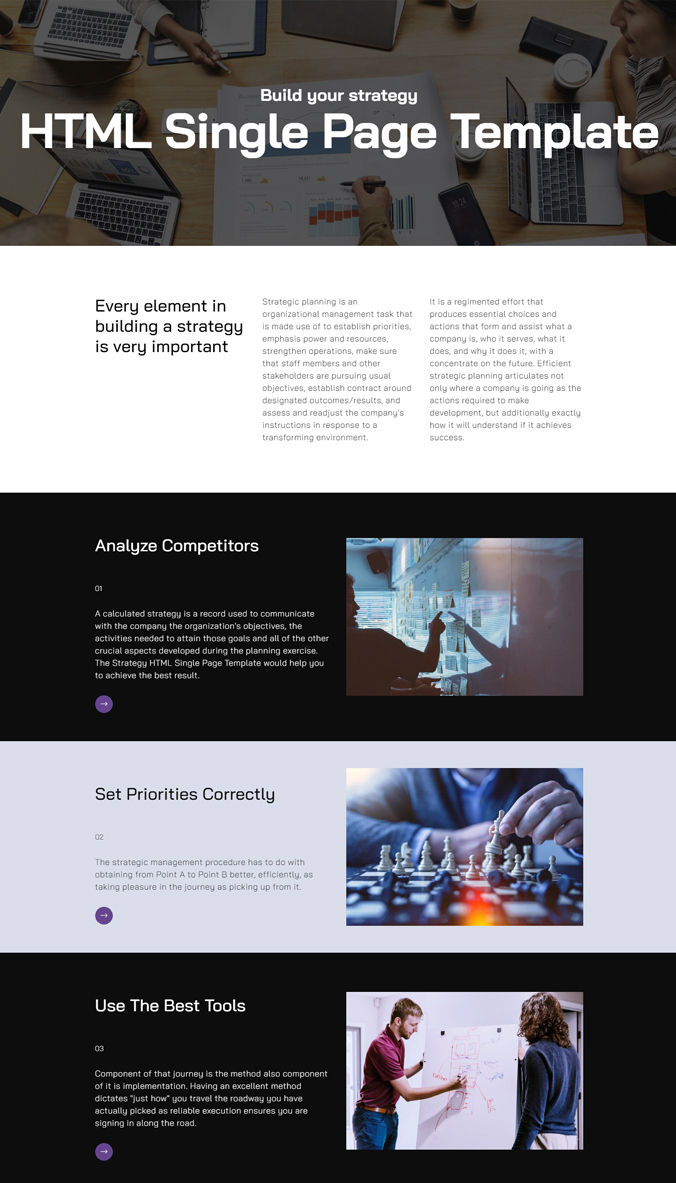 Build your strategy
HTML Single Page Template
Every element in
building a strategy
is very important
Strategic planning is an
organizational management task that
is made use of to establish priorities,
emphasis power and resources,
strengthen operations, make sure
that staff members and other
stakeholders are pursuing usual
objectives, establish contract around
designated outcomes/results, and
assess and readjust the company's
instructions in response to a
transforming environment.
It is a regimented effort that
produces essential choices and
actions that form and assist what a
company is, who it serves, what it
does, and why it does it, with a
concentrate on the future. Efficient
strategic planning articulates not
only where a company is going as the
actions required to make
development, but additionally exactly
how it will understand if it achieves
success.
Analyze Competitors
01
A calculated strategy is a record used to communicate
with the company the organization's objectives, the
activities needed to attain those goals and all of the other
crucial aspects developed during the planning exercise.
The Strategy HTML Single Page Template would help you
to achieve the best result.
Set Priorities Correctly
02
The strategic management procedure has to do with
obtaining from Point A to Point B better, efficiently, as
taking pleasure in the journey as picking up from it.
Use The Best Tools
03
Component of that journey is the method also component
of it is implementation. Having an excellent method
dictates "just how" you travel the roadway you have
actually picked as reliable execution ensures you are
signing in along the road.